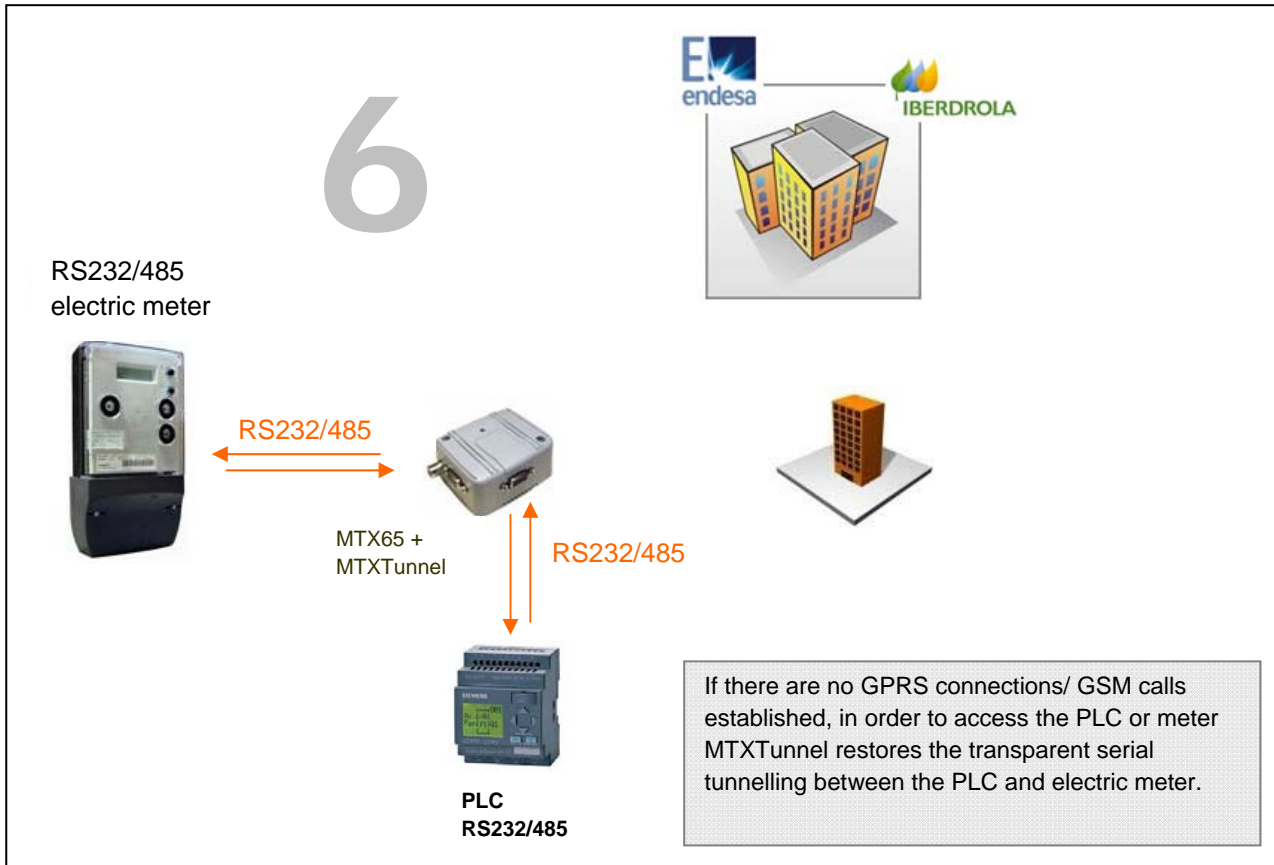 6
endesa
IBERDROLA
RS232/485
electric meter
RS232/485
MTX65 +
MTXTunnel
RS232/485
SIEMENS
PLC
RS232/485
If there are no GPRS connections/ GSM calls
established, in order to access the PLC or meter
MTXTunnel restores the transparent serial
tunnelling between the PLC and electric meter.